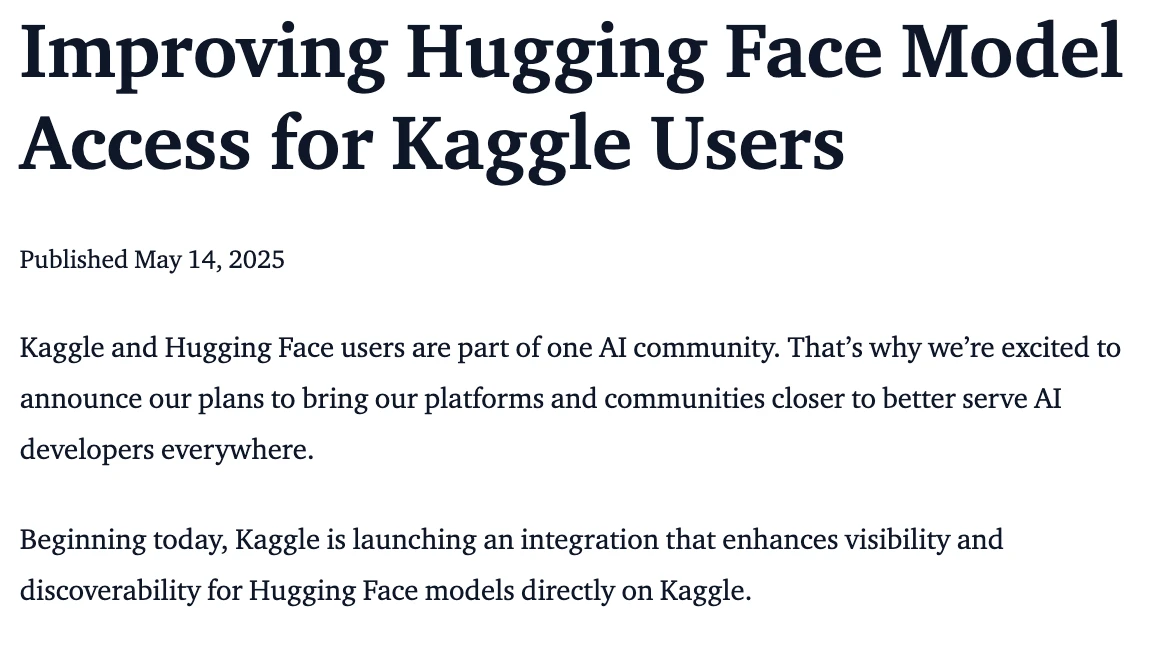 Improving Hugging Face Model
Access for Kaggle Users
Published May 14, 2025
Kaggle and Hugging Face users are part of one AI community. That’s why we’re excited to
announce our plans to bring our platforms and communities closer to better serve AI
developers everywhere.
Beginning today, Kaggle is launching an integration that enhances visibility and
discoverability for Hugging Face models directly on Kaggle.